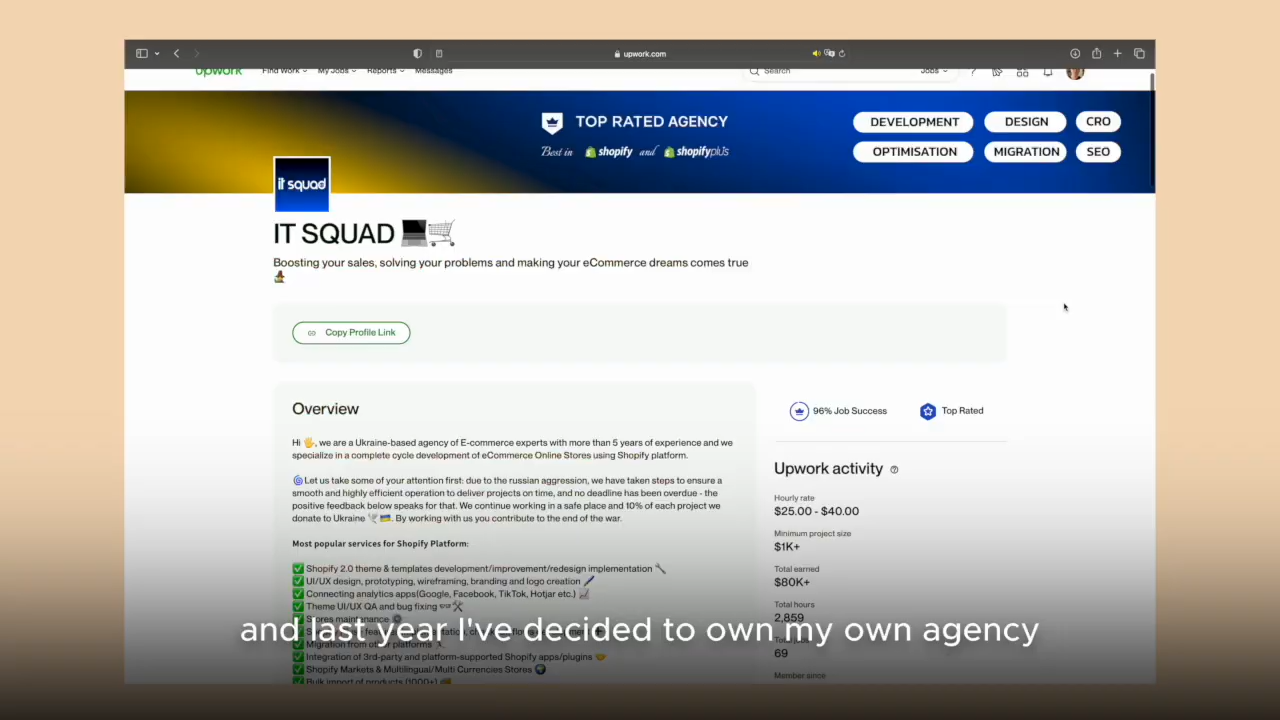 upwork.com
upwork Find Work My Jobs Reports Messages Search Jobs ?
TOP RATED AGENCY
Best in shopify and shopifyplus
DEVELOPMENT DESIGN CRO
OPTIMISATION MIGRATION SEO
it squad
IT SQUAD
Boosting your sales, solving your problems and making your eCommerce dreams comes true
Copy Profile Link
Overview
Hi 🖐, we are a Ukraine-based agency of E-commerce experts with more than 5 years of experience and we
specialize in a complete cycle development of eCommerce Online Stores using Shopify platform.
🌀Let us take some of your attention first: due to the russian aggression, we have taken steps to ensure a
smooth and highly efficient operation to deliver projects on time, and no deadline has been overdue - the
positive feedback below speaks for that. We continue working in a safe place and 10% of each project we
donate to Ukraine 🕊🇺🇦. By working with us you contribute to the end of the war.
Most popular services for Shopify Platform:
✅ Shopify 2.0 theme & templates development/improvement/redesign implementation
✅ UI/UX design, prototyping, wireframing, branding and logo creation
✅ Connecting analytics apps(Google, Facebook, TikTok, Hotjar etc.)
✅ Theme UI/UX QA and bug fixing
✅ Stores maintenance
✅ Migration from other platforms
✅ Integration of 3rd-party and platform-supported Shopify apps/plugins
✅ Shopify Markets & Multilingual/Multi Currencies Stores
✅ Bulk import of products (1000+)
96% Job Success Top Rated
Upwork activity
Hourly rate
$25.00 - $40.00
Minimum project size
$1K+
Total earned
$80K+
Total hours
2,859
69
Member since
and last year I've decided to own my own agency